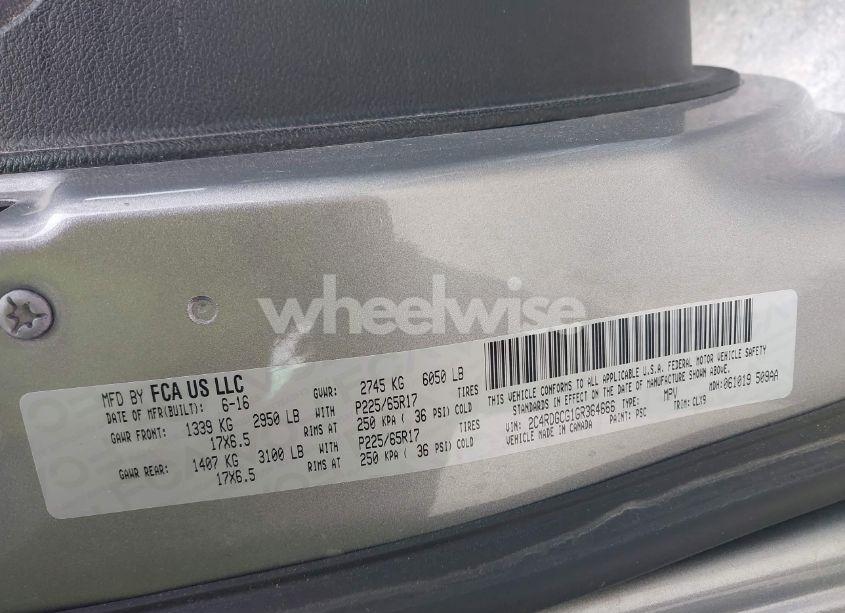 wheelwise
MFD BY FCA US LLC
DATE OF MFR(BUILT): 6-16 GVWR: 2745 KG 6050 LB
GAWR FRONT: 1339 KG 2950 LB WITH P225/65R17 TIRES
17X6.5 RIMS AT 250 KPA ( 36 PSI) COLD
GAWR REAR: 1407 KG 3100 LB WITH P225/65R17 TIRES
17X6.5 RIMS AT 250 KPA ( 36 PSI) COLD
THIS VEHICLE CONFORMS TO ALL APPLICABLE U.S.A. FEDERAL MOTOR VEHICLE SAFETY
STANDARDS IN EFFECT ON THE DATE OF MANUFACTURE SHOWN ABOVE.
VIN: 2C4RDGCG1GR364666 TYPE: MPV MDH: 061019 509AA
VEHICLE MADE IN CANADA PAINT: PSC TRIM: CLX9